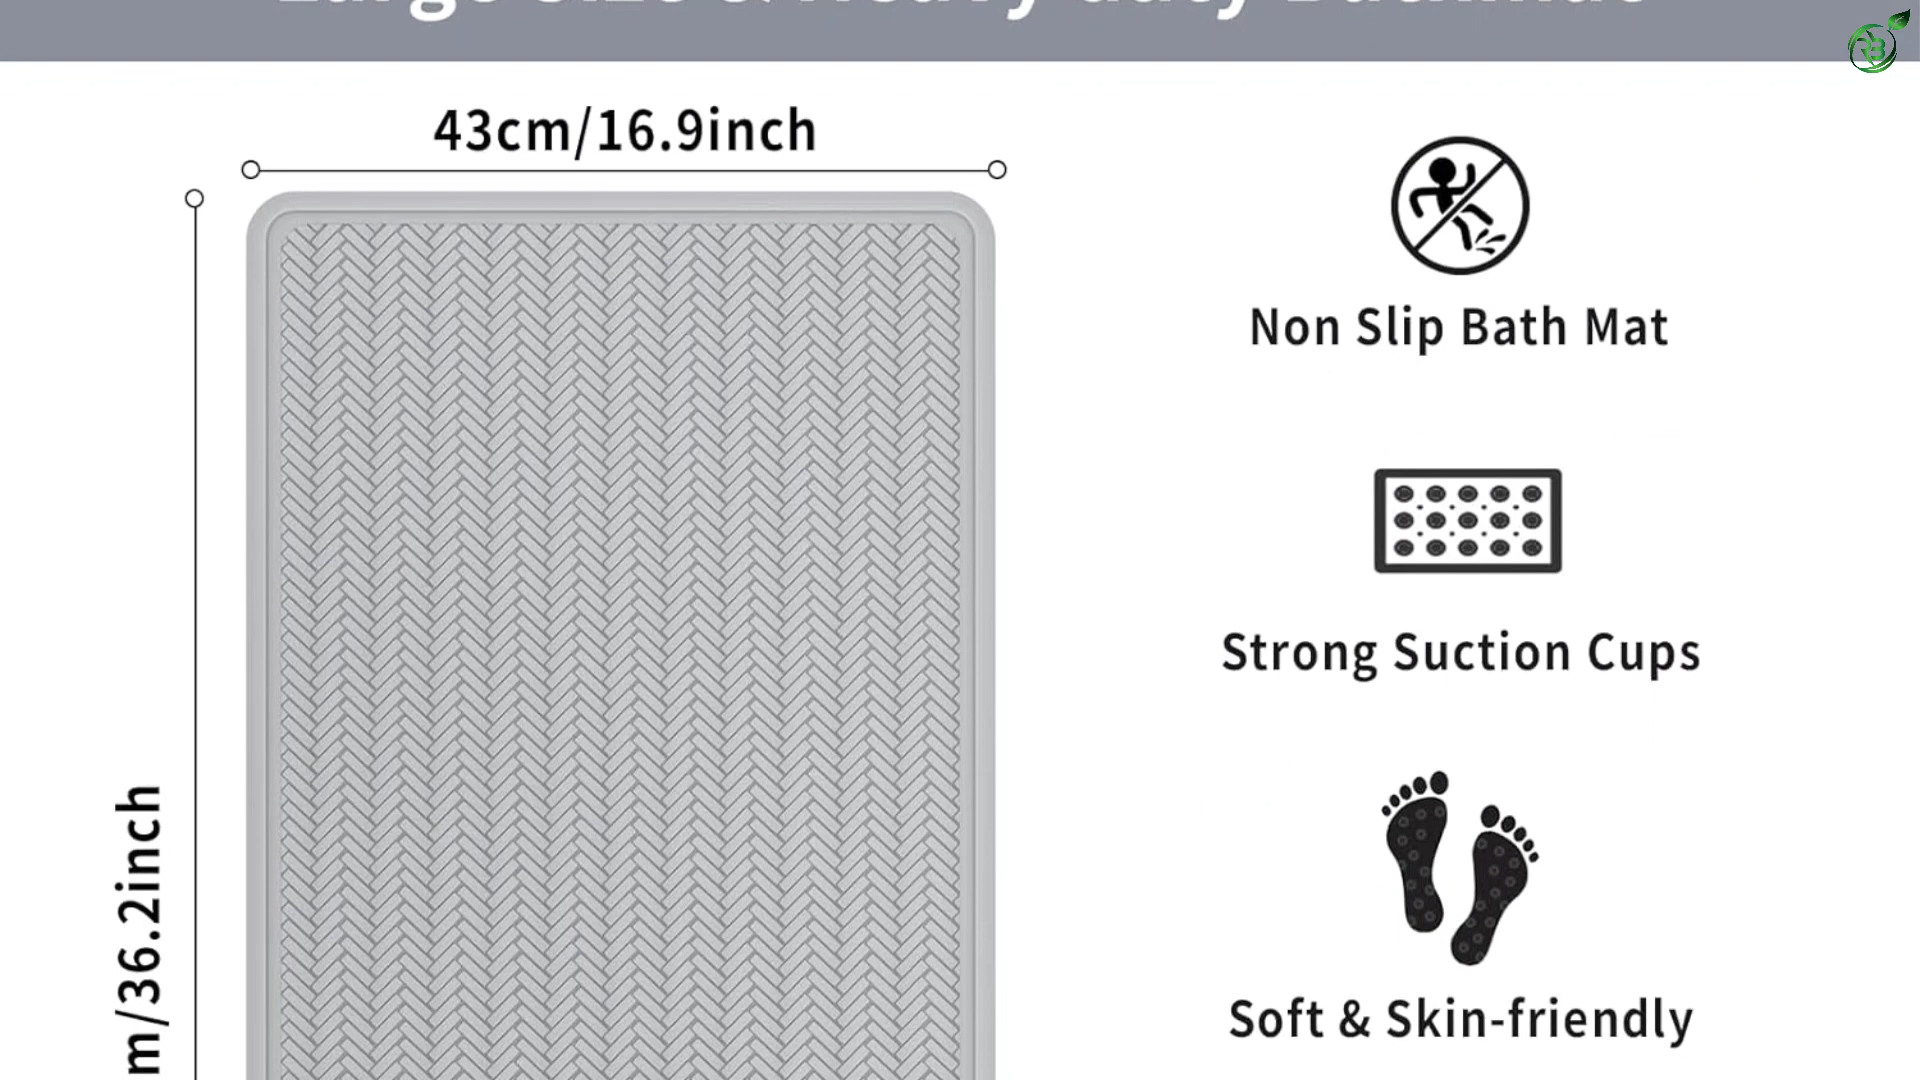 43cm/16.9inch
m/36.2inch
Non Slip Bath Mat
Strong Suction Cups
Soft & Skin-friendly